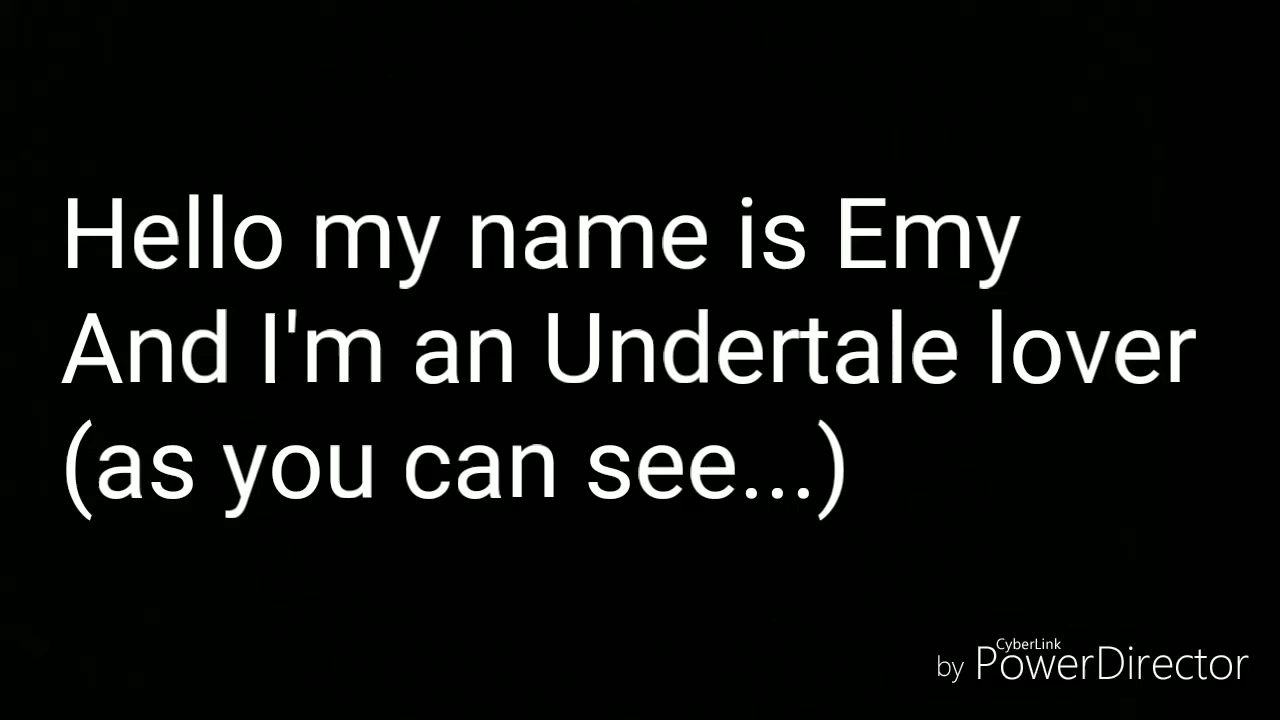 Hello my name is Emy
And I'm an Undertale lover
(as you can see...)
CyberLink
by PowerDirector